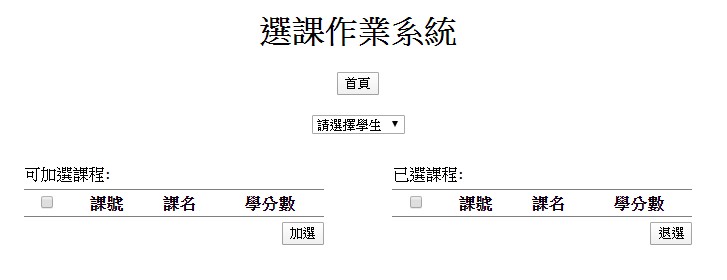 選課作業系統
首頁
請選擇學生
可加選課程:
課號 課名 學分數
加選
已選課程:
課號 課名 學分數
退選